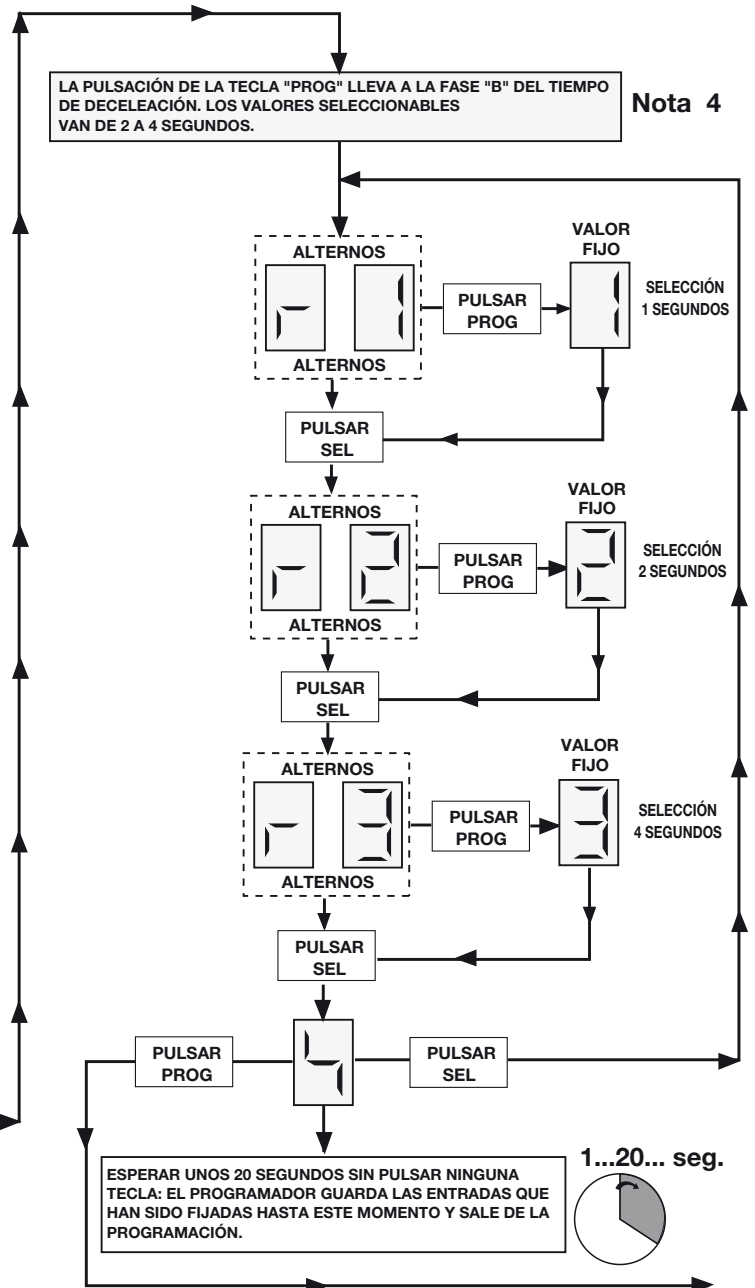 LA PULSACIÓN DE LA TECLA "PROG" LLEVA A LA FASE "B" DEL TIEMPO
DE DECELEACIÓN. LOS VALORES SELECCIONABLES
VAN DE 2 A 4 SEGUNDOS.
Nota 4
ALTERNOS
r 1
ALTERNOS
PULSAR
PROG
VALOR
FIJO
1
SELECCIÓN
1 SEGUNDOS
PULSAR
SEL
ALTERNOS
r 2
ALTERNOS
PULSAR
PROG
VALOR
FIJO
2
SELECCIÓN
2 SEGUNDOS
PULSAR
SEL
ALTERNOS
r 3
ALTERNOS
PULSAR
PROG
VALOR
FIJO
3
SELECCIÓN
4 SEGUNDOS
PULSAR
SEL
PULSAR
PROG
4
PULSAR
SEL
ESPERAR UNOS 20 SEGUNDOS SIN PULSAR NINGUNA
TECLA: EL PROGRAMADOR GUARDA LAS ENTRADAS QUE
HAN SIDO FIJADAS HASTA ESTE MOMENTO Y SALE DE LA
PROGRAMACIÓN.
1...20... seg.